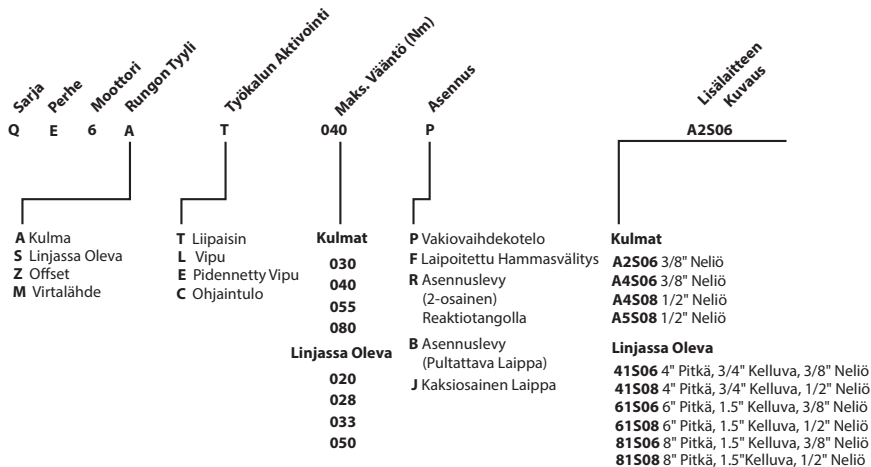 Sarja
Perhe
Moottori
Rungon Tyyli
Työkalun Aktivointi
Maks. Vääntö (Nm)
Asennus
Lisälaitteen
Kuvaus
Q E 6 A T 040 P A2S06
A Kulma
S Linjassa Oleva
Z Offset
M Virtalähde
T Liipaisin
L Vipu
E Pidennetty Vipu
C Ohjaintulo
Kulmat
030
040
055
080
Linjassa Oleva
020
028
033
050
P Vakiovaihdekotelo
F Laipoitettu Hammasvälitys
R Asennuslevy
(2-osainen)
Reaktiotangolla
B Asennuslevy
(Pultattava Laippa)
J Kaksiosainen Laippa
Kulmat
A2S06 3/8" Neliö
A4S06 3/8" Neliö
A4S08 1/2" Neliö
A5S08 1/2" Neliö
Linjassa Oleva
41S06 4" Pitkä, 3/4" Kelluva, 3/8" Neliö
41S08 4" Pitkä, 3/4" Kelluva, 1/2" Neliö
61S06 6" Pitkä, 1.5" Kelluva, 3/8" Neliö
61S08 6" Pitkä, 1.5" Kelluva, 1/2" Neliö
81S06 8" Pitkä, 1.5" Kelluva, 3/8" Neliö
81S08 8" Pitkä, 1.5"Kelluva, 1/2" Neliö